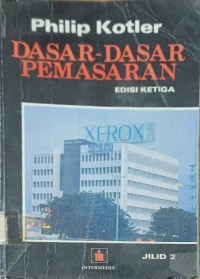 Philip Kotler
DASAR-DASAR
PEMASARAN
EDISI KETIGA
XEROX
JILID 2
INTERMEDIA